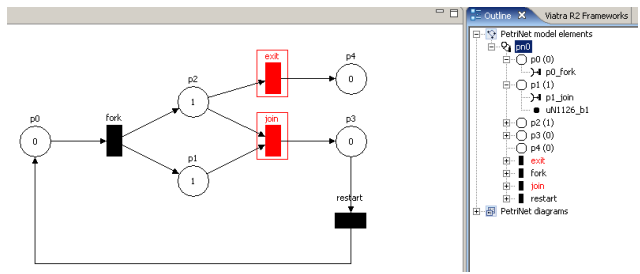 exit
p4
0
p2
1
p0
0
fork
join
p3
0
p1
1
restart
Outline
Viatra R2 Frameworks
PetriNet model elements
pn0
p0 (0)
p0_fork
p1 (1)
p1_join
uN1126_b1
p2 (1)
p3 (0)
p4 (0)
exit
fork
join
restart
PetriNet diagrams